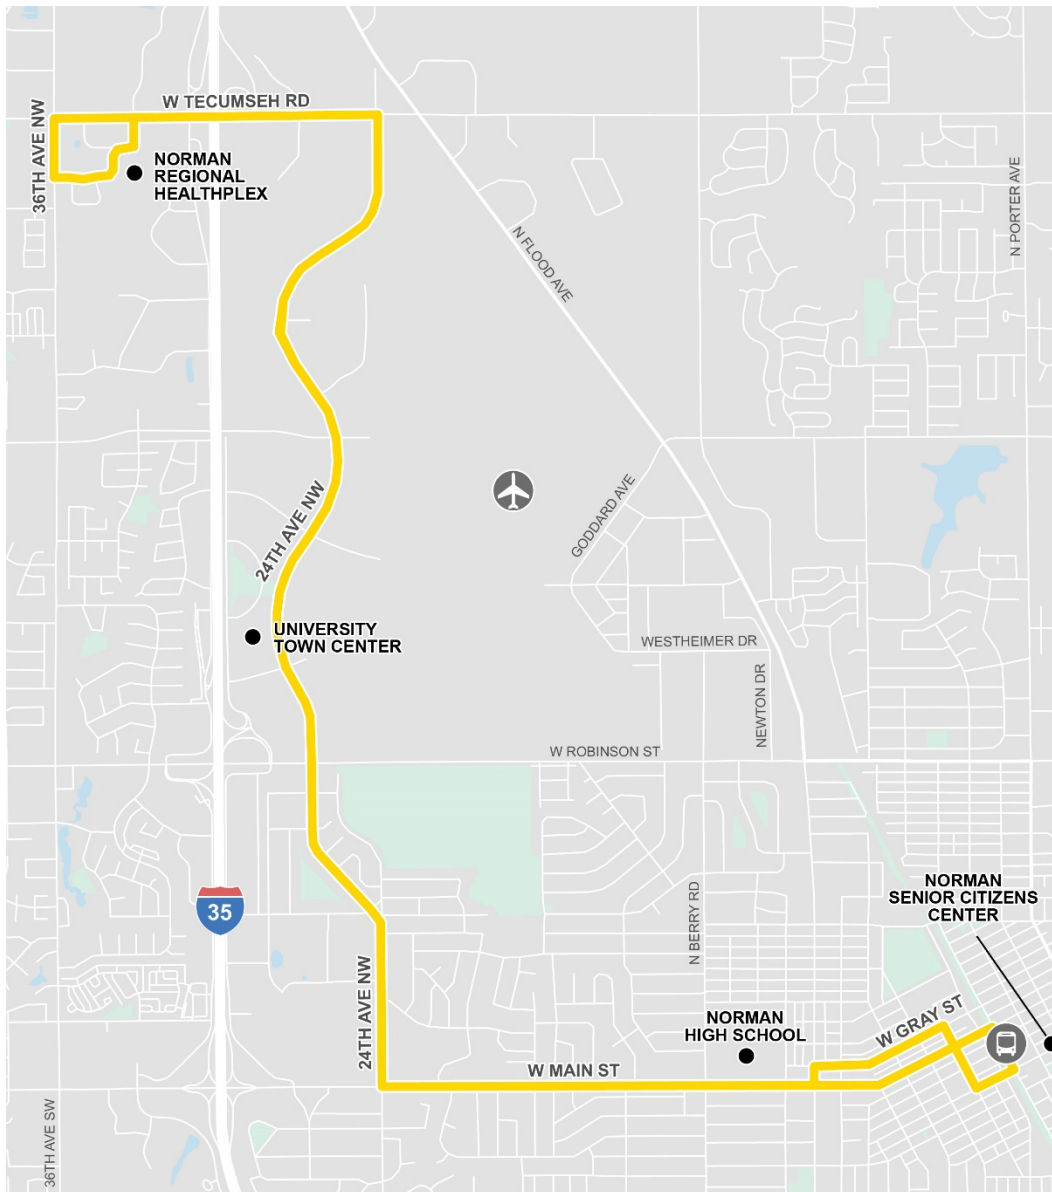 W TECUMSEH RD
36TH AVE NW
NORMAN
REGIONAL
HEALTHPLEX
N PORTER AVE
N FLOOD AVE
GODDARD AVE
24TH AVE NW
UNIVERSITY
TOWN CENTER
WESTHEIMER DR
NEWTON DR
W ROBINSON ST
35
N BERRY RD
NORMAN
SENIOR CITIZENS
CENTER
24TH AVE NW
W GRAY ST
NORMAN
HIGH SCHOOL
W MAIN ST
36TH AVE SW